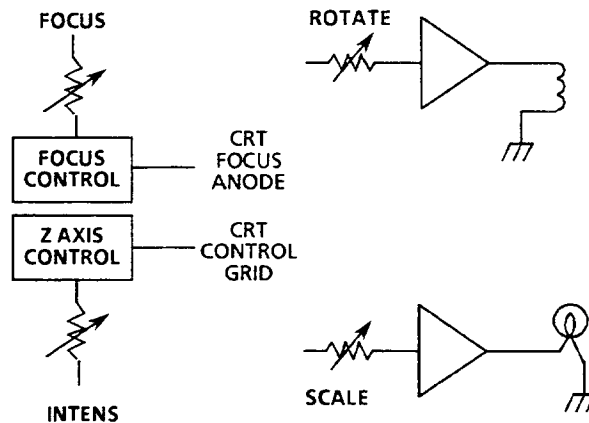 FOCUS
FOCUS
CONTROL
CRT
FOCUS
ANODE
Z AXIS
CONTROL
CRT
CONTROL
GRID
INTENS
ROTATE
SCALE